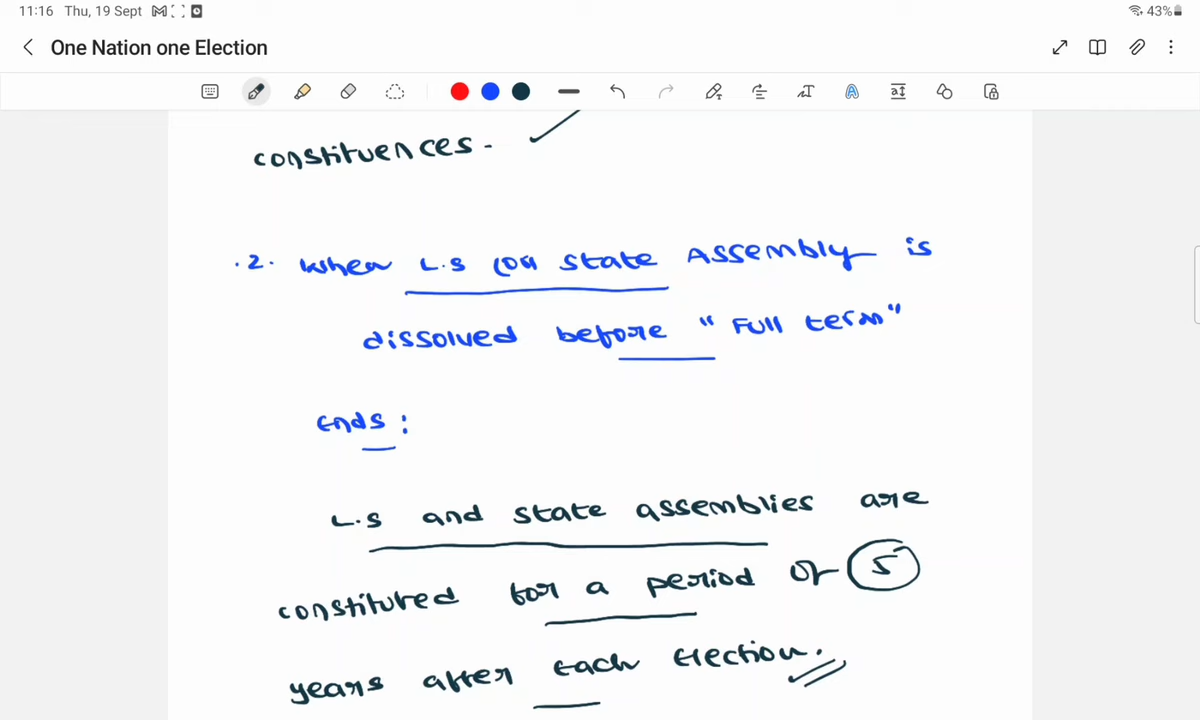 11:16 Thu, 19 Sept
43%
One Nation one Election
constituences.
.2. when L.S (or state Assembly is
dissolved before " Full term"
Ends :
L.S and state assemblies are
constituted for a period of 5
years after Each Election.